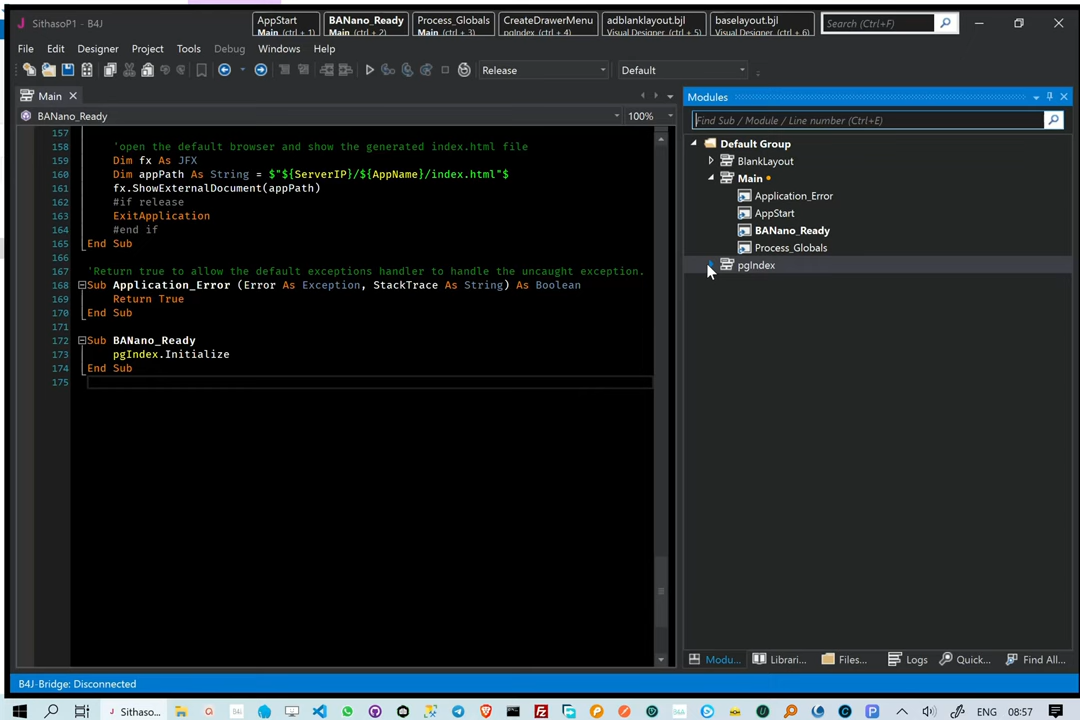 SithasoP1 - B4J
AppStart
Main (ctrl + 1)
BANano_Ready
Main (ctrl + 2)
Process_Globals
Main (ctrl + 3)
CreateDrawerMenu
pgIndex (ctrl + 4)
adblanklayout.bjl
Visual Designer (ctrl + 5)
baselayout.bjl
Visual Designer (ctrl + 6)
Search (Ctrl+F)
File Edit Designer Project Tools Debug Windows Help
Release
Default
Main
BANano_Ready
100%
157
158 'open the default browser and show the generated index.html file
159 Dim fx As JFX
160 Dim appPath As String = $"${ServerIP}/${AppName}/index.html"$
161 fx.ShowExternalDocument(appPath)
162 #if release
163 ExitApplication
164 #end if
165 End Sub
166
167 'Return true to allow the default exceptions handler to handle the uncaught exception.
168 Sub Application_Error (Error As Exception, StackTrace As String) As Boolean
169 Return True
170 End Sub
171
172 Sub BANano_Ready
173 pgIndex.Initialize
174 End Sub
175
Modules
Find Sub / Module / Line number (Ctrl+E)
Default Group
BlankLayout
Main
Application_Error
AppStart
BANano_Ready
Process_Globals
pgIndex
Modu... Librari... Files... Logs Quick... Find All...
B4J-Bridge: Disconnected
Sithaso... ENG 08:57